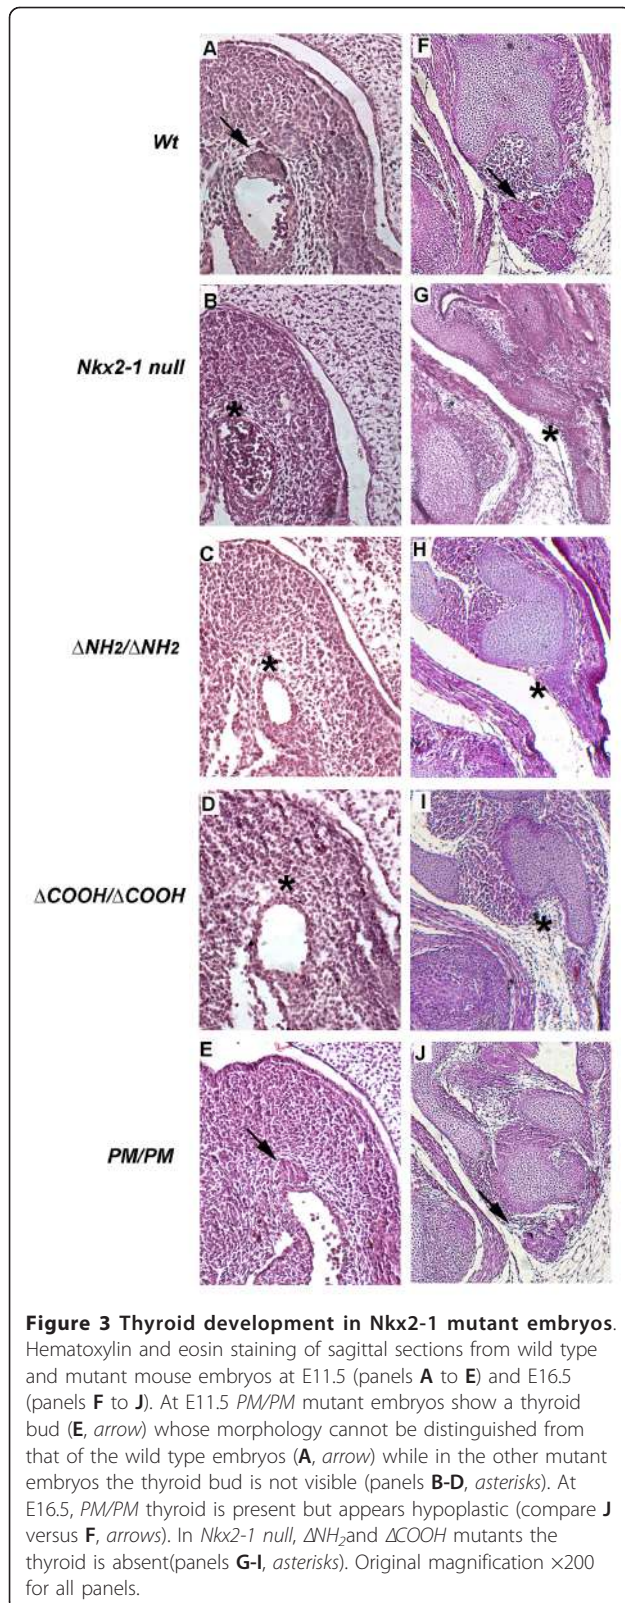 A
F
Wt
B
G
Nkx2-1 null
C
H
ΔNH2/ΔNH2
D
I
ΔCOOH/ΔCOOH
E
J
PM/PM
Figure 3 Thyroid development in Nkx2-1 mutant embryos.
Hematoxylin and eosin staining of sagittal sections from wild type
and mutant mouse embryos at E11.5 (panels A to E) and E16.5
(panels F to J). At E11.5 PM/PM mutant embryos show a thyroid
bud (E, arrow) whose morphology cannot be distinguished from
that of the wild type embryos (A, arrow) while in the other mutant
embryos the thyroid bud is not visible (panels B-D, asterisks). At
E16.5, PM/PM thyroid is present but appears hypoplastic (compare J
versus F, arrows). In Nkx2-1 null, ΔNH₂and ΔCOOH mutants the
thyroid is absent(panels G-I, asterisks). Original magnification ×200
for all panels.